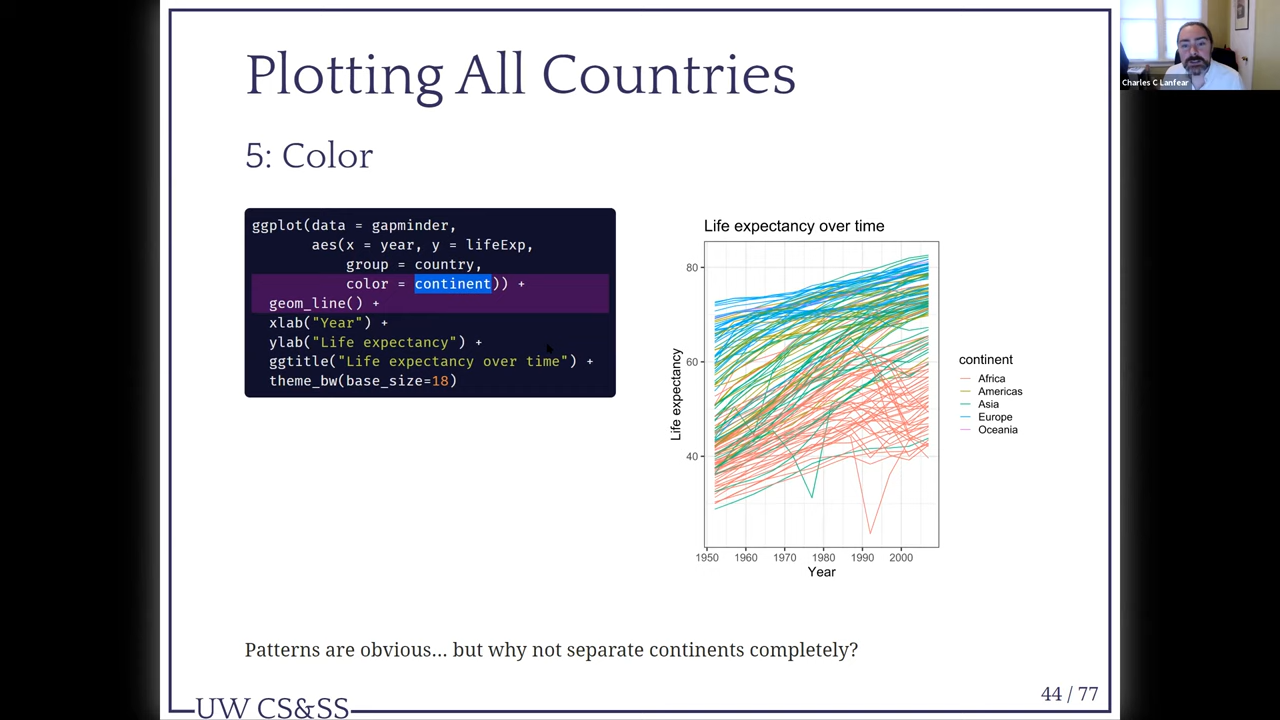 Plotting All Countries
5: Color
ggplot(data = gapminder,
       aes(x = year, y = lifeExp,
           group = country,
           color = continent)) +
  geom_line() +
  xlab("Year") +
  ylab("Life expectancy") +
  ggtitle("Life expectancy over time") +
  theme_bw(base_size=18)
Life expectancy over time
80
60
40
Life expectancy
1950 1960 1970 1980 1990 2000
Year
continent
Africa
Americas
Asia
Europe
Oceania
Patterns are obvious... but why not separate continents completely?
UW CS&SS
44 / 77
Charles C Lanfear